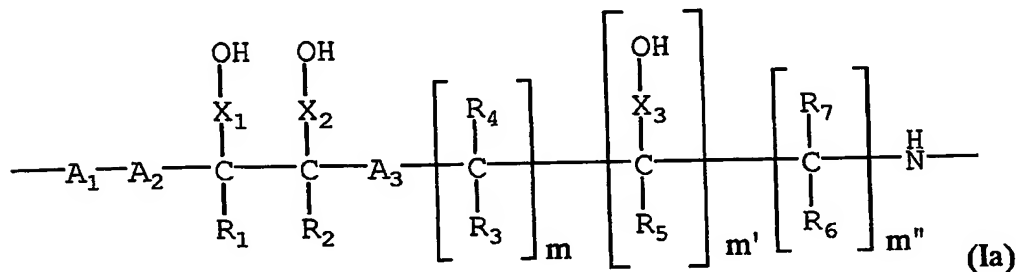 OH OH OH
X1 X2 X3 R4 R7
A1 A2 C C A3 C C C H N
R1 R2 R3 R5 R6
m m' m"
(Ia)